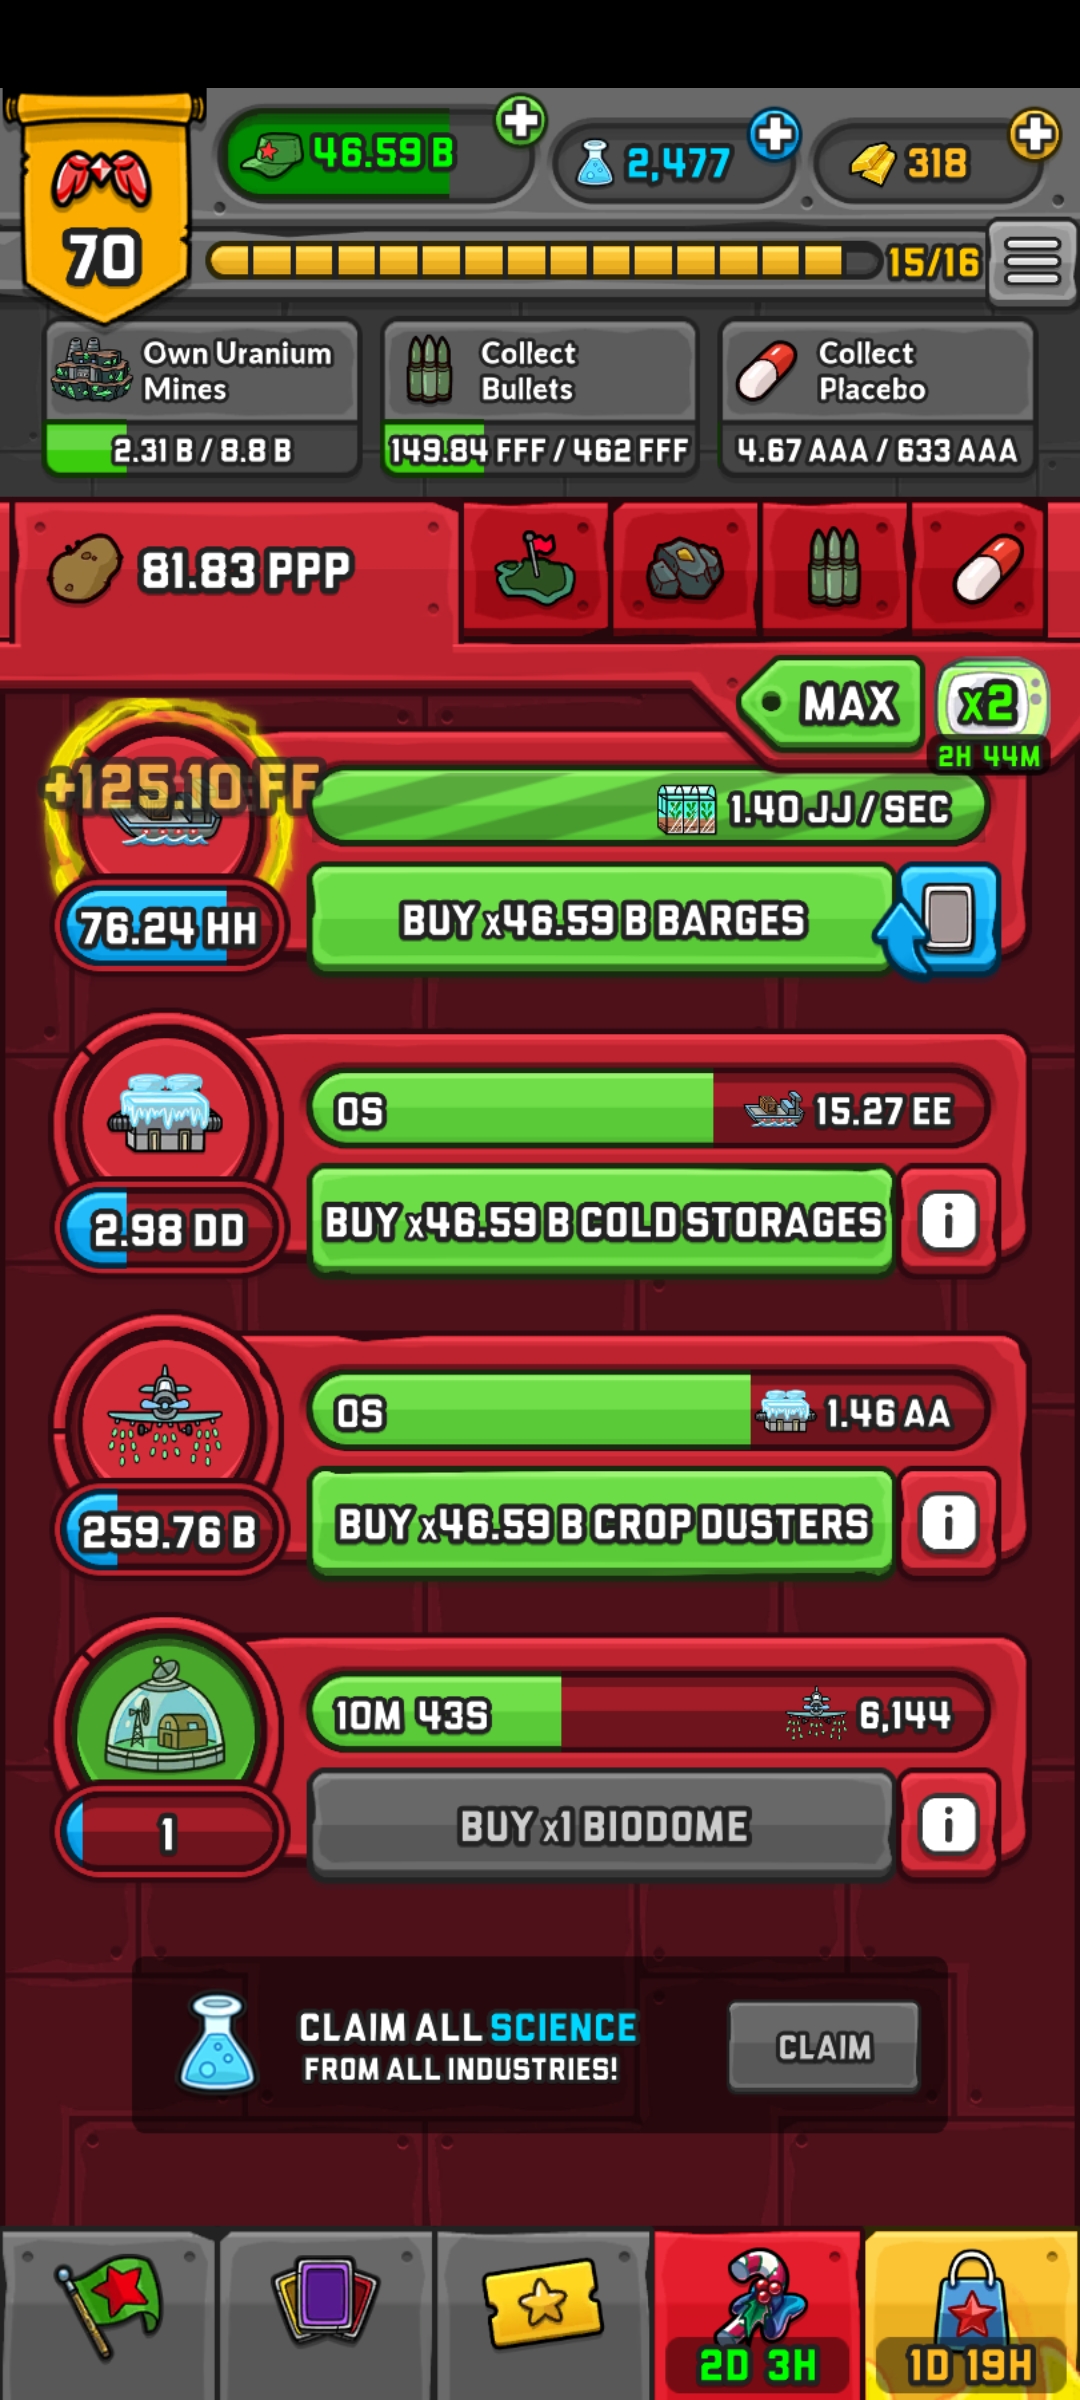 46.59 B
2,477
318
70
15/16
Own Uranium
Mines
2.31 B / 8.8 B
Collect
Bullets
149.84 FFF / 462 FFF
Collect
Placebo
4.67 AAA / 633 AAA
81.83 PPP
MAX
x2
2H 44M
+125.10 FF
1.40 JJ / SEC
76.24 HH
BUY x46.59 B BARGES
0S
15.27 EE
2.98 DD
BUY x46.59 B COLD STORAGES
i
0S
1.46 AA
259.76 B
BUY x46.59 B CROP DUSTERS
i
10M 43S
6,144
1
BUY x1 BIODOME
i
CLAIM ALL SCIENCE
FROM ALL INDUSTRIES!
CLAIM
2D 3H
1D 19H